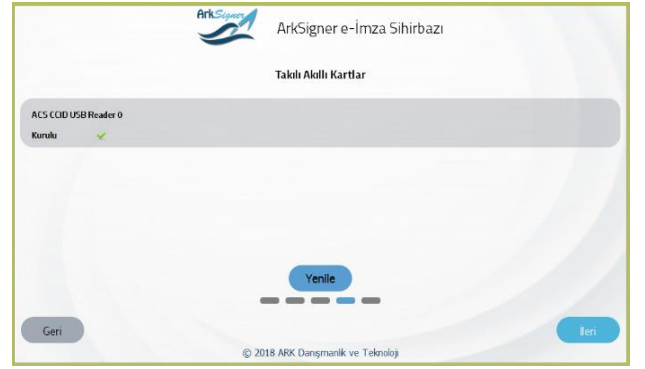 ArkSigner
ArkSigner e-İmza Sihirbazı
Takılı Akıllı Kartlar
ACS CCID USB Reader 0
Kurulu
Yenile
Geri
İleri
© 2018 ARK Danışmanlık ve Teknoloji